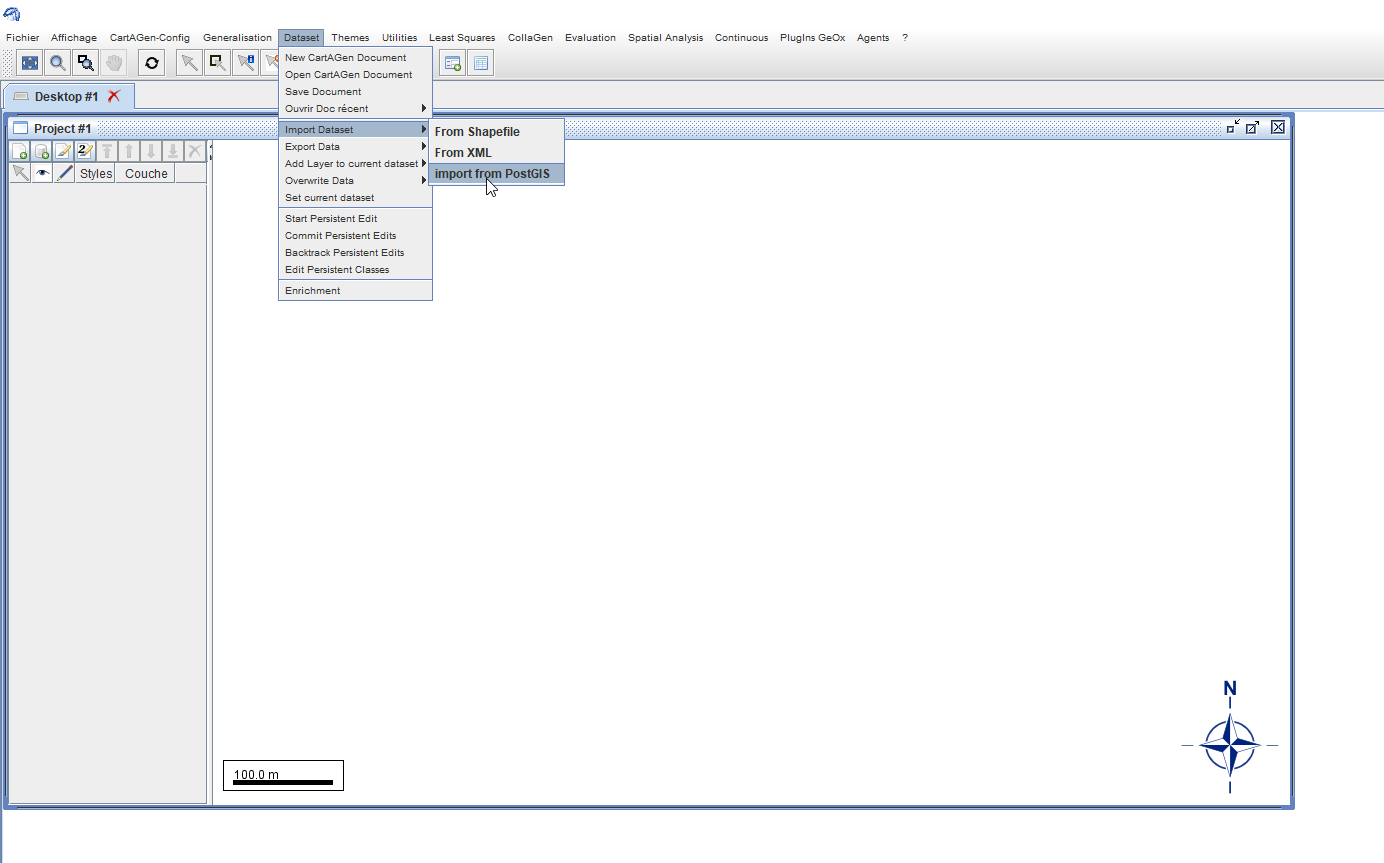 Fichier Affichage CartAGen-Config Generalisation Dataset Themes Utilities Least Squares CollaGen Evaluation Spatial Analysis Continuous PlugIns GeOx Agents ?
Desktop #1
Project #1
Styles Couche
New CartAGen Document
Open CartAGen Document
Save Document
Ouvrir Doc récent
Import Dataset
Export Data
Add Layer to current dataset
Overwrite Data
Set current dataset
Start Persistent Edit
Commit Persistent Edits
Backtrack Persistent Edits
Edit Persistent Classes
Enrichment
From Shapefile
From XML
import from PostGIS
N
100.0 m